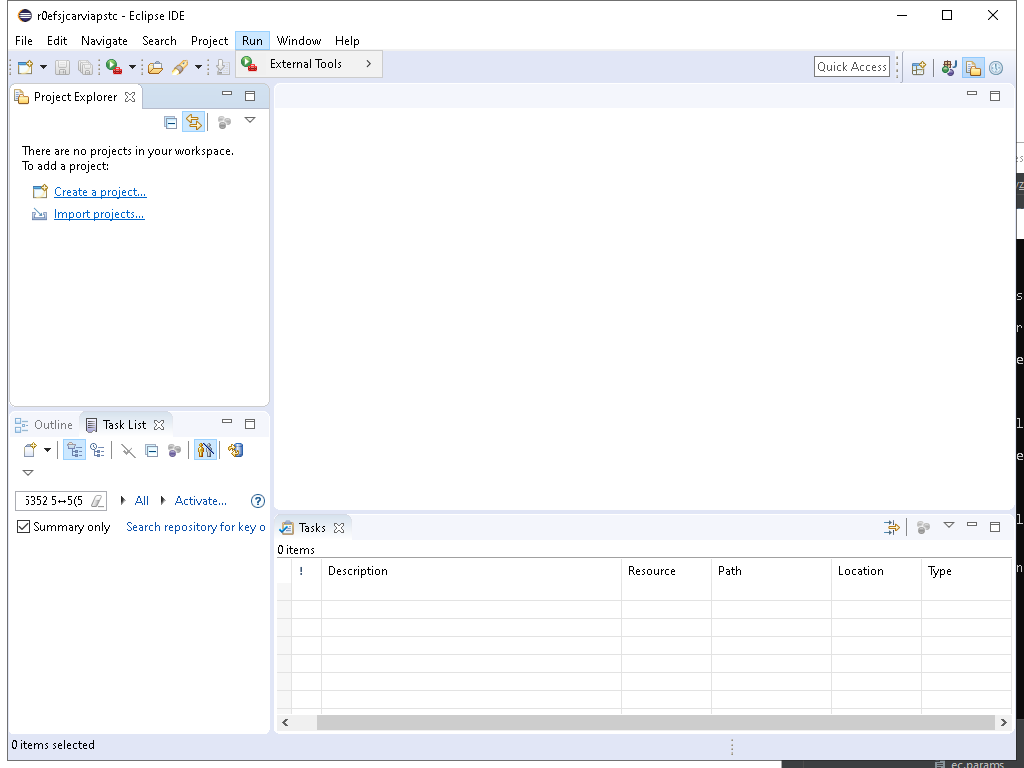 r0efsjcarviapstc - Eclipse IDE
File Edit Navigate Search Project Run Window Help
External Tools
Quick Access
Project Explorer
There are no projects in your workspace.
To add a project:
Create a project...
Import projects...
Outline Task List
5352 5↔5(5 All Activate...
Summary only Search repository for key o
Tasks
0 items
! Description Resource Path Location Type
0 items selected
ec.params